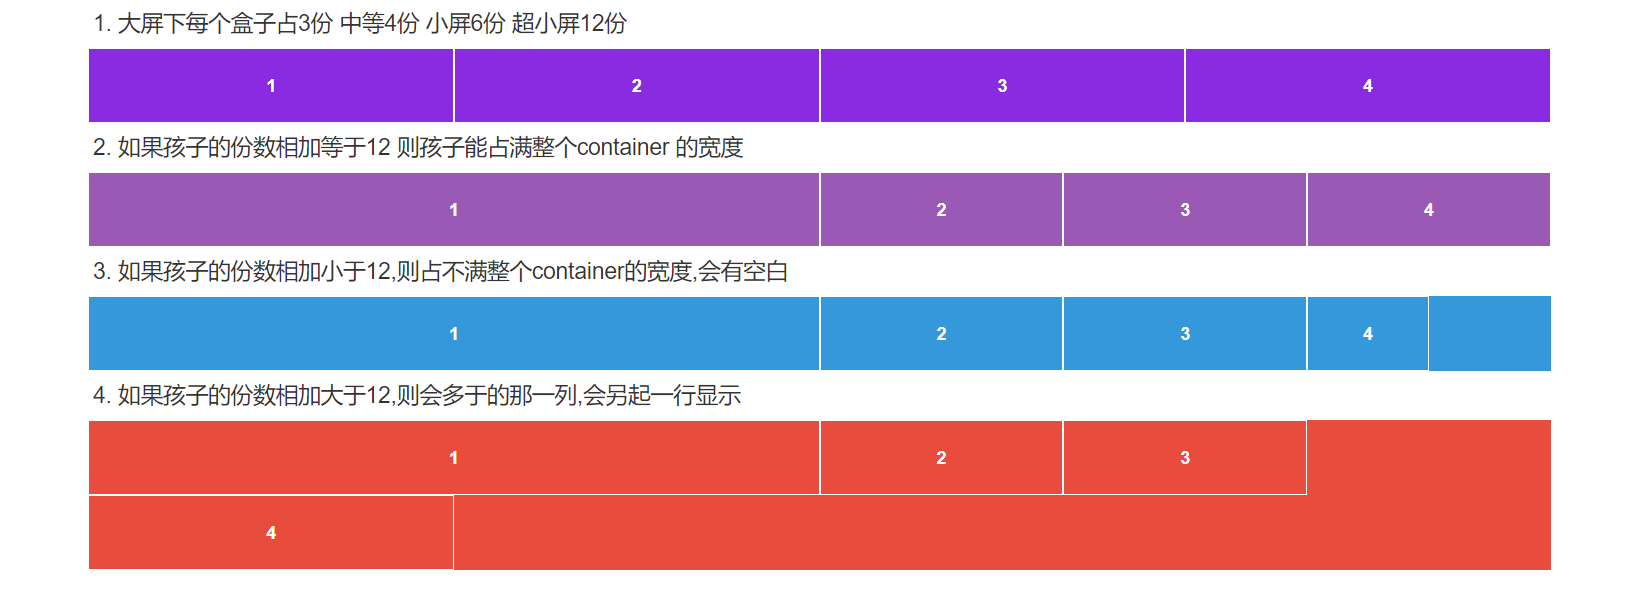 1. 大屏下每个盒子占3份 中等4份 小屏6份 超小屏12份
1 2 3 4
2. 如果孩子的份数相加等于12 则孩子能占满整个container 的宽度
1 2 3 4
3. 如果孩子的份数相加小于12,则占不满整个container的宽度,会有空白
1 2 3 4
4. 如果孩子的份数相加大于12,则会多于的那一列,会另起一行显示
1 2 3
4